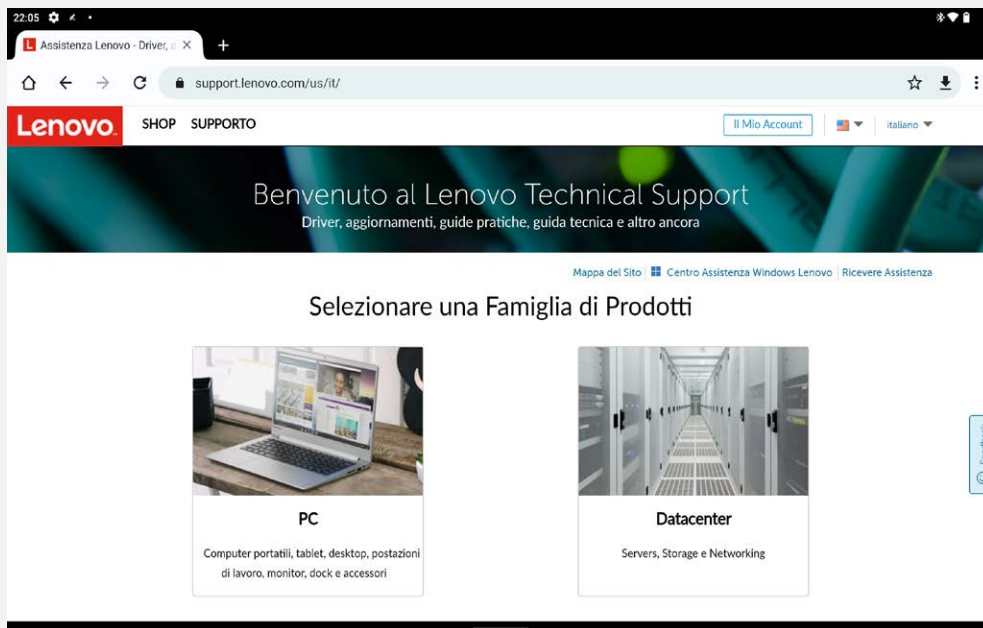 22:05
Assistenza Lenovo - Driver,
support.lenovo.com/us/it/
Lenovo
SHOP SUPPORTO
Il Mio Account
italiano
Benvenuto al Lenovo Technical Support
Driver, aggiornamenti, guide pratiche, guida tecnica e altro ancora
Mappa del Sito Centro Assistenza Windows Lenovo Ricevere Assistenza
Selezionare una Famiglia di Prodotti
PC
Computer portatili, tablet, desktop, postazioni
di lavoro, monitor, dock e accessori
Datacenter
Servers, Storage e Networking